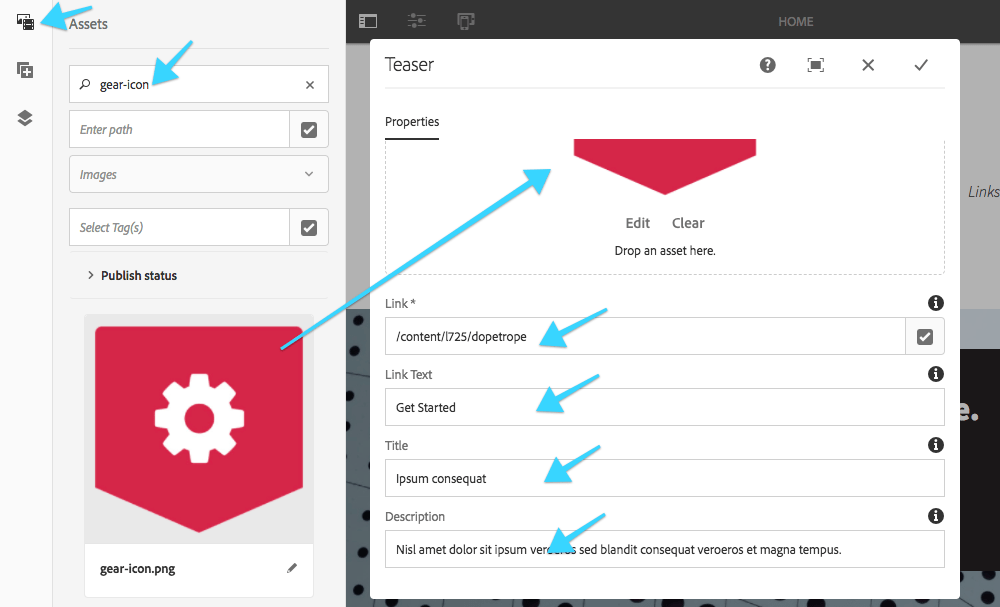 Assets
gear-icon
Enter path
Images
Select Tag(s)
Publish status
gear-icon.png
HOME
Teaser
Properties
Edit Clear
Drop an asset here.
Link *
/content/l725/dopetrope
Link Text
Get Started
Title
Ipsum consequat
Description
Nisl amet dolor sit ipsum veroeros sed blandit consequat veroeros et magna tempus.
Links
e.